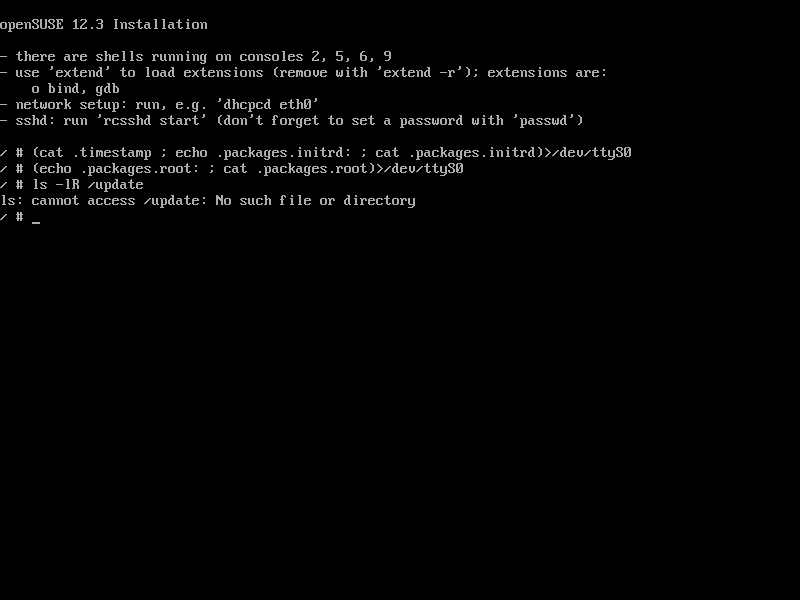 openSUSE 12.3 Installation
- there are shells running on consoles 2, 5, 6, 9
- use 'extend' to load extensions (remove with 'extend -r'); extensions are:
o bind, gdb
- network setup: run, e.g. 'dhcpcd eth0'
- sshd: run 'rcsshd start' (don't forget to set a password with 'passwd')
/ # (cat .timestamp ; echo .packages.initrd: ; cat .packages.initrd)>/dev/ttyS0
/ # (echo .packages.root: ; cat .packages.root)>/dev/ttyS0
/ # ls -lR /update
ls: cannot access /update: No such file or directory
/ # _